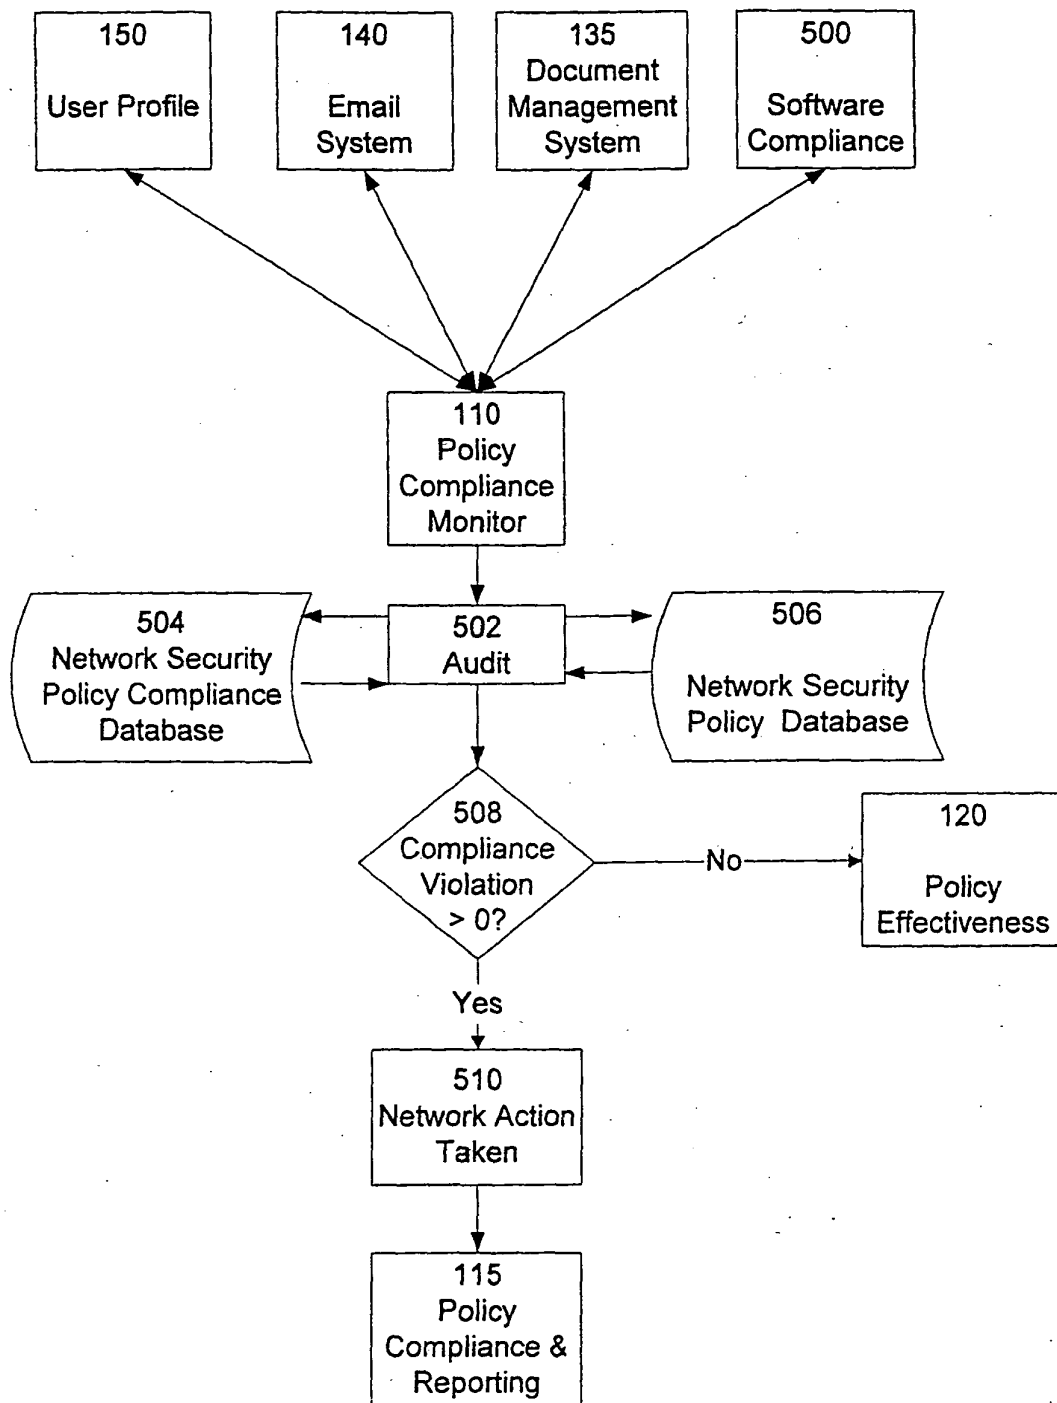 150
User Profile
140
Email
System
135
Document
Management
System
500
Software
Compliance
110
Policy
Compliance
Monitor
504
Network Security
Policy Compliance
Database
502
Audit
506
Network Security
Policy Database
508
Compliance
Violation
> 0?
No
120
Policy
Effectiveness
Yes
510
Network Action
Taken
115
Policy
Compliance &
Reporting